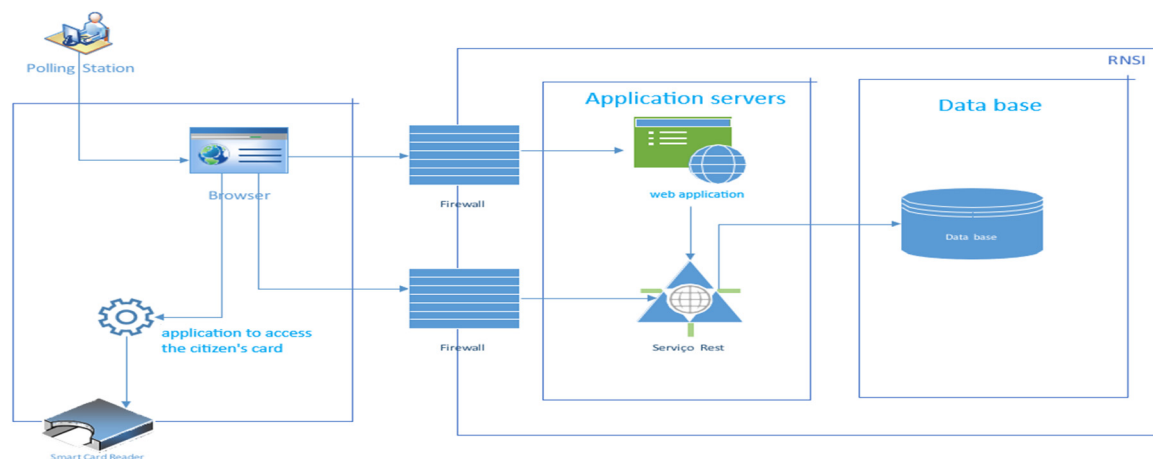 Polling Station
RNSI
Application servers
Data base
web application
Browser
Firewall
Data base
application to access
the citizen's card
Firewall
Serviço Rest
Smart Card Reader